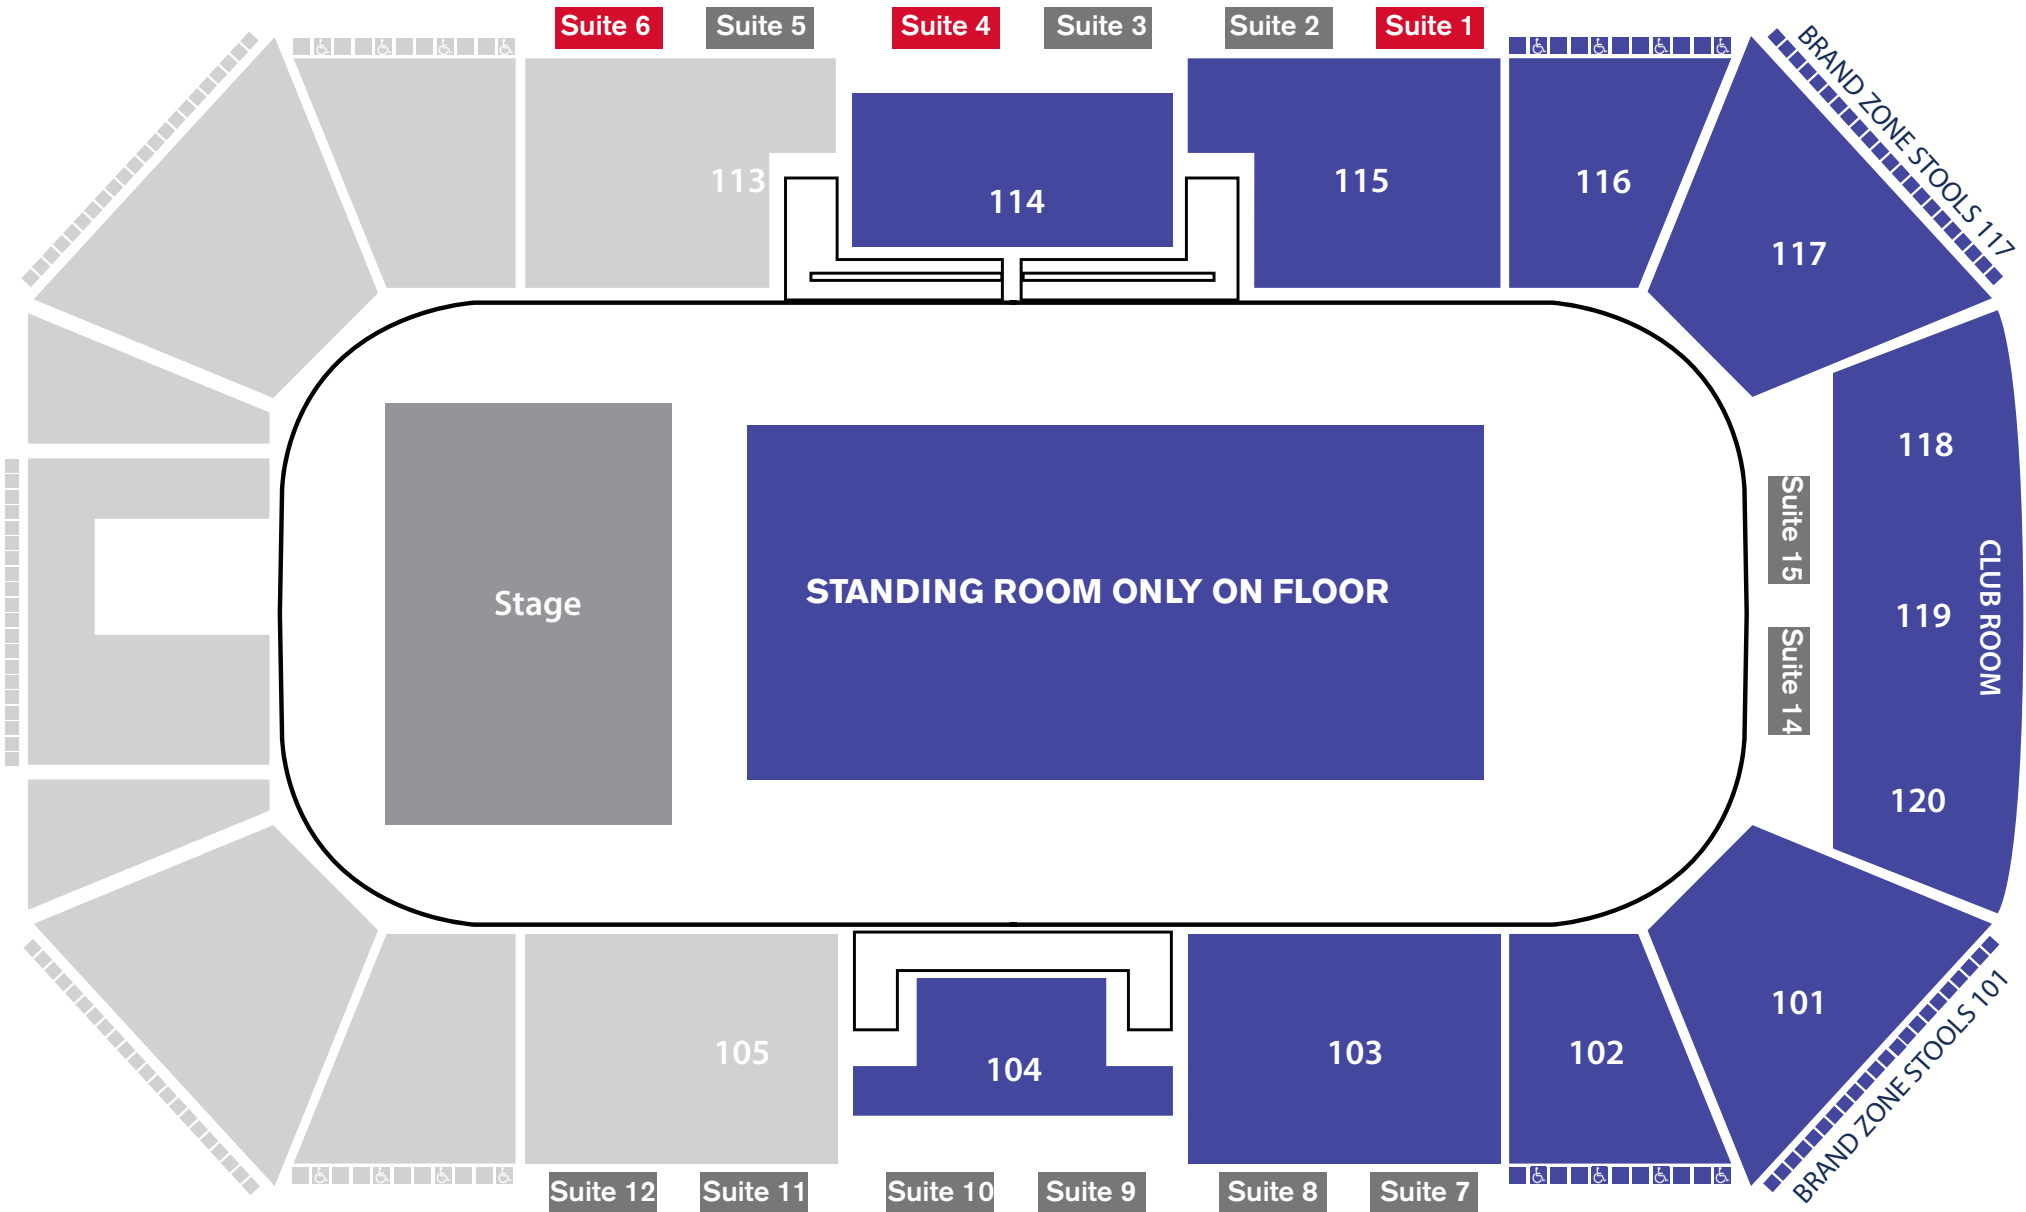 Suite 6
Suite 5
Suite 4
Suite 3
Suite 2
Suite 1
BRAND ZONE STOOLS 117
113
114
115
116
117
118
Suite 15
Stage
STANDING ROOM ONLY ON FLOOR
119
CLUB ROOM
Suite 14
120
101
BRAND ZONE STOOLS 101
105
104
103
102
Suite 12
Suite 11
Suite 10
Suite 9
Suite 8
Suite 7